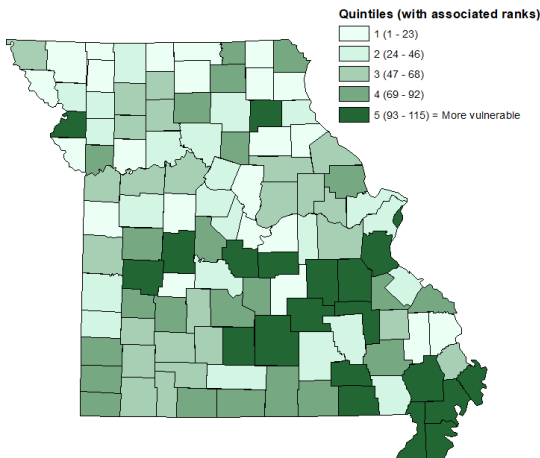 Quintiles (with associated ranks)
1 (1 - 23)
2 (24 - 46)
3 (47 - 68)
4 (69 - 92)
5 (93 - 115) = More vulnerable